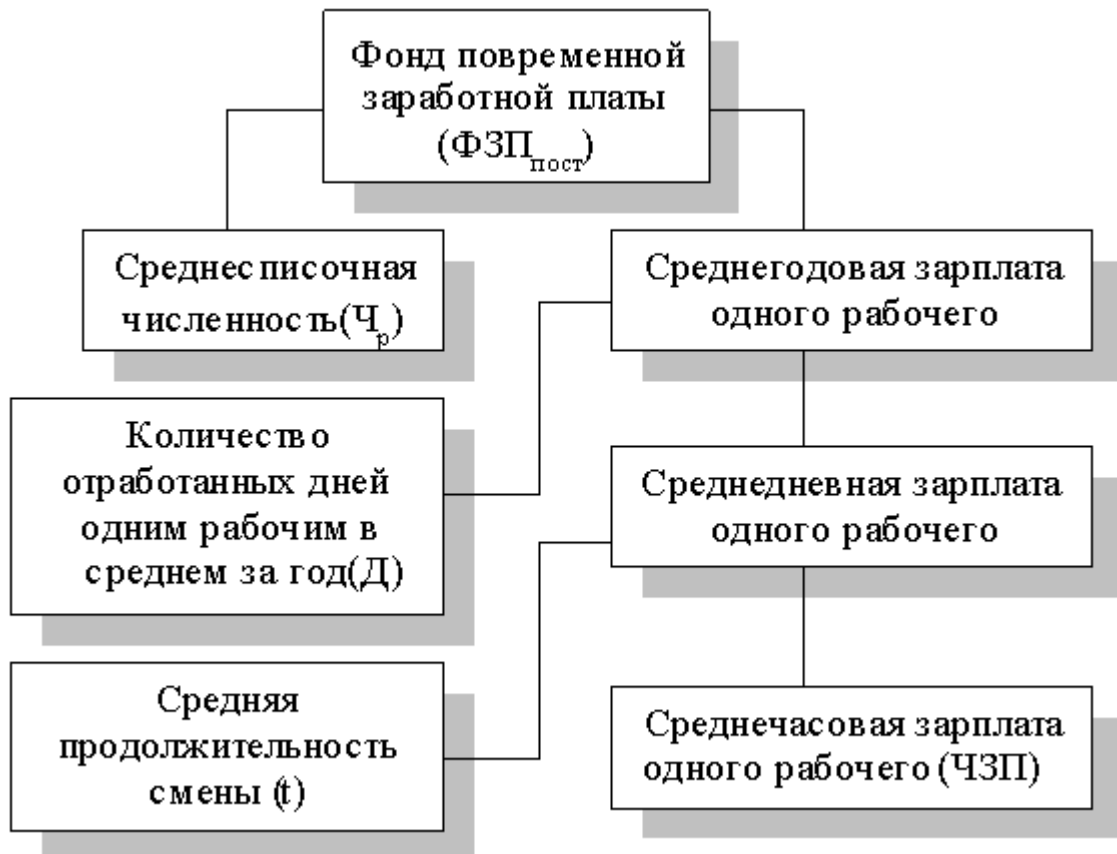 Фонд повременной
заработной платы
(ФЗПпост)
Среднесписочная
численность(Чр)
Среднегодовая зарплата
одного рабочего
Количество
отработанных дней
одним рабочим в
среднем за год(Д)
Среднедневная зарплата
одного рабочего
Средняя
продолжительность
смены (t)
Среднечасовая зарплата
одного рабочего (ЧЗП)